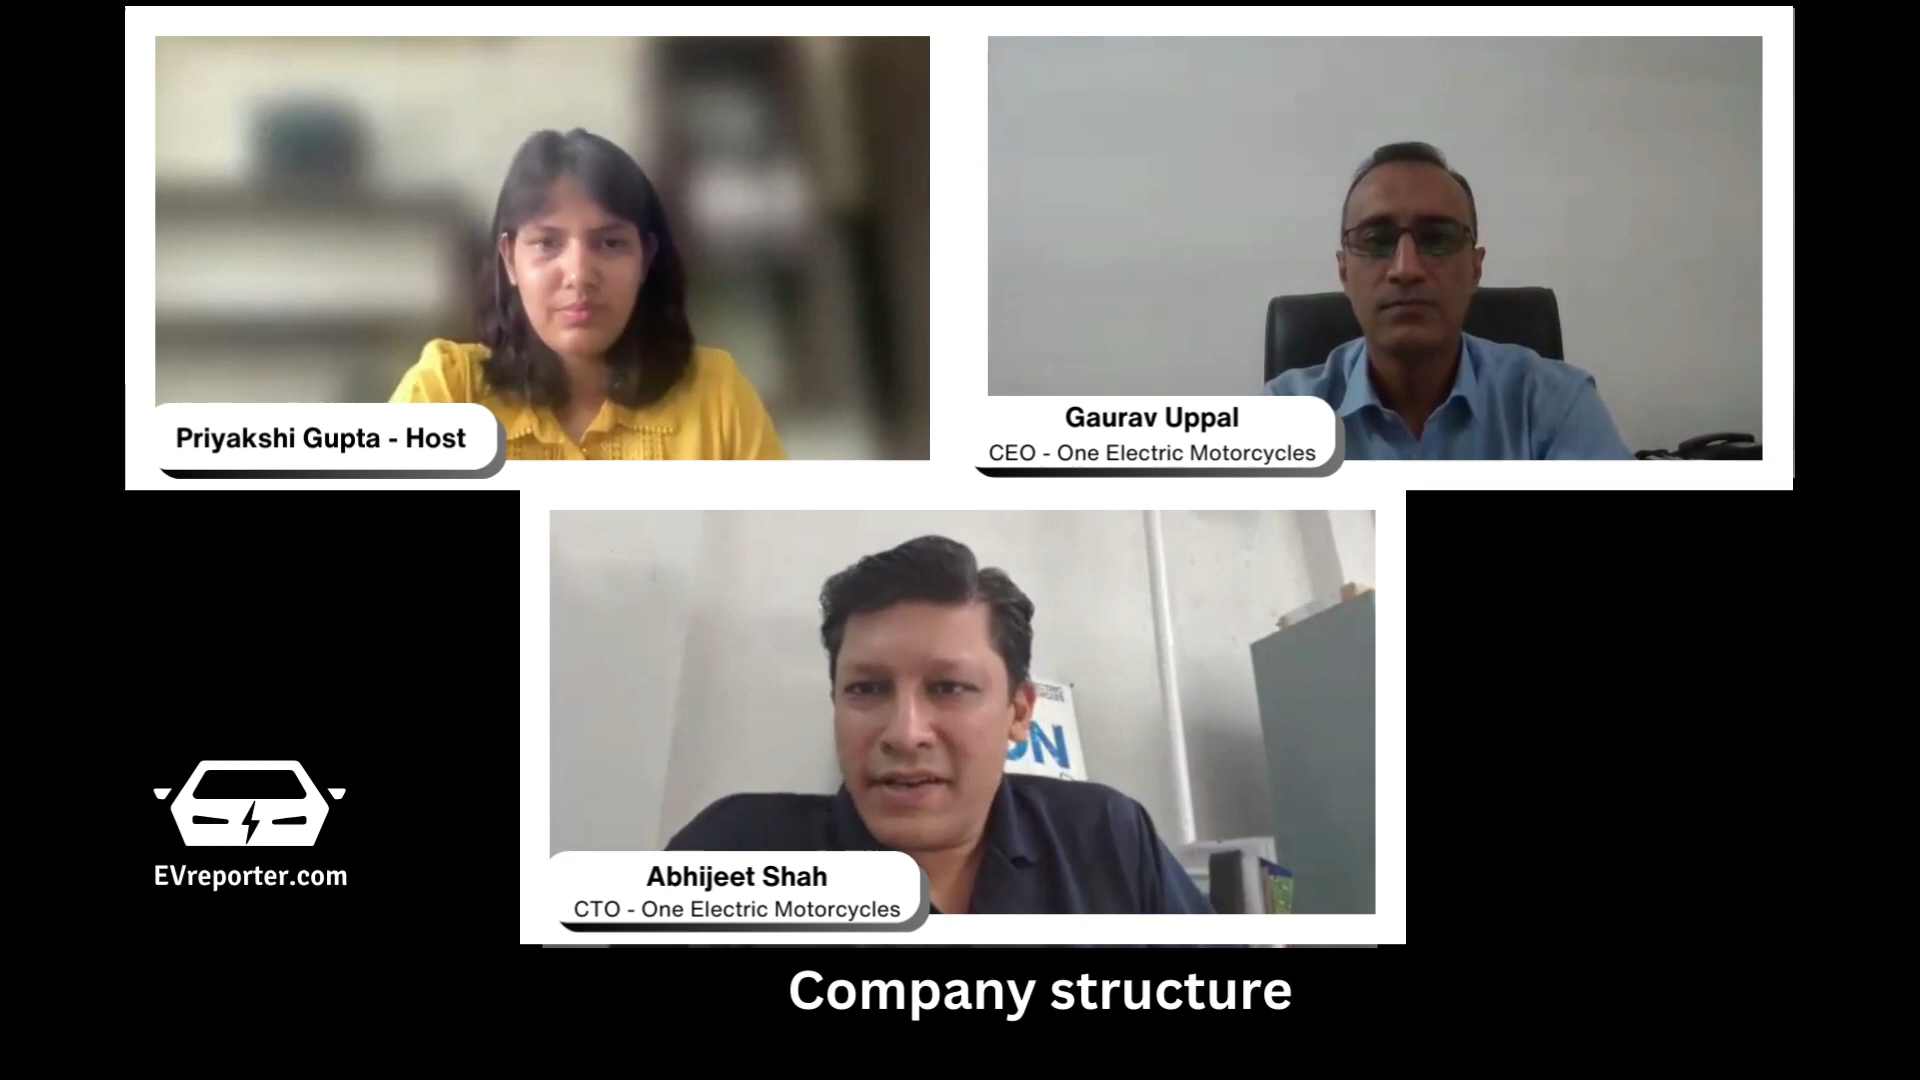 Priyakshi Gupta - Host
Gaurav Uppal
CEO - One Electric Motorcycles
ON
Abhijeet Shah
CTO - One Electric Motorcycles
EVreporter.com
Company structure